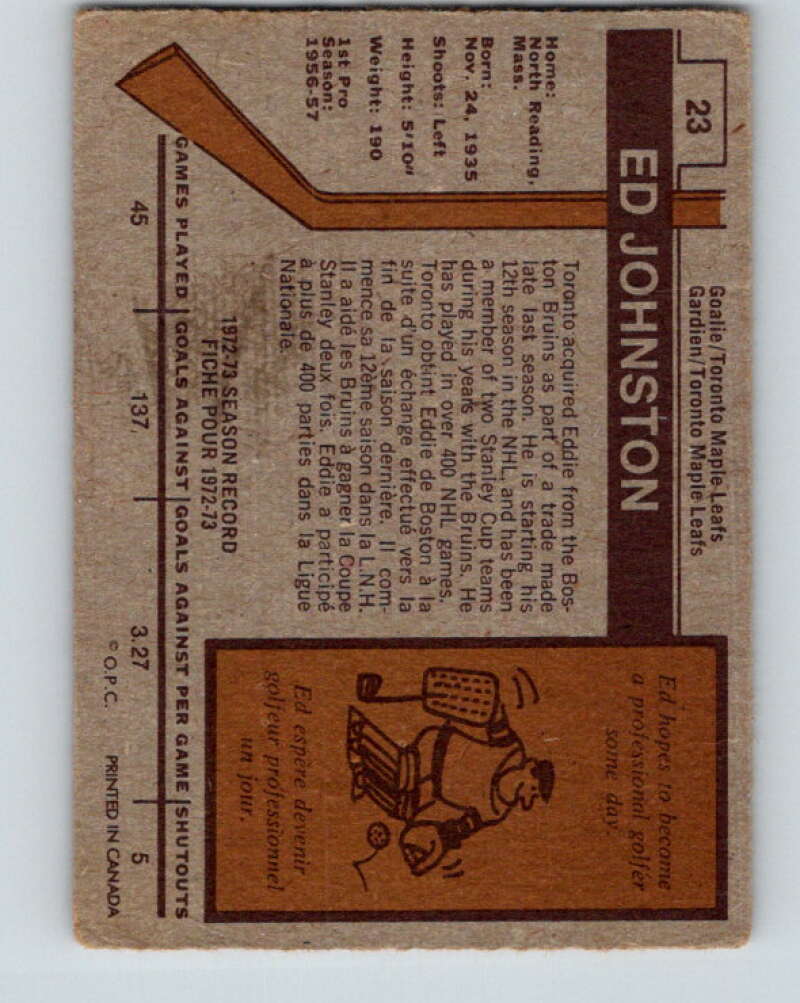 23
Goalie/Toronto Maple Leafs
Gardien/Toronto Maple Leafs
ED JOHNSTON
Home:
North Reading,
Mass.
Born:
Nov. 24, 1935
Shoots: Left
Height: 5'10"
Weight: 190
1st Pro
Season:
1956-57
Toronto acquired Eddie from the Bos-
ton Bruins as part of a trade made
late last season. He is starting his
12th season in the NHL, and has been
a member of two Stanley Cup teams
during his years with the Bruins. He
has played in over 400 NHL games.
Toronto obtint Eddie de Boston à la
suite d'un échange effectué vers la
fin de la saison dernière. Il com-
mence sa 12ème saison dans la L.N.H.
Il a aidé les Bruins à gagner la Coupe
Stanley deux fois. Eddie a participé
à plus de 400 parties dans la Ligue
Nationale.
Ed hopes to become
a professional golfer
some day.
Ed espère devenir
golfeur professionnel
un jour.
1972-73 SEASON RECORD
FICHE POUR 1972-73
GAMES PLAYED GOALS AGAINST GOALS AGAINST PER GAME SHUTOUTS
45 137 3.27 5
© O.P.C. PRINTED IN CANADA